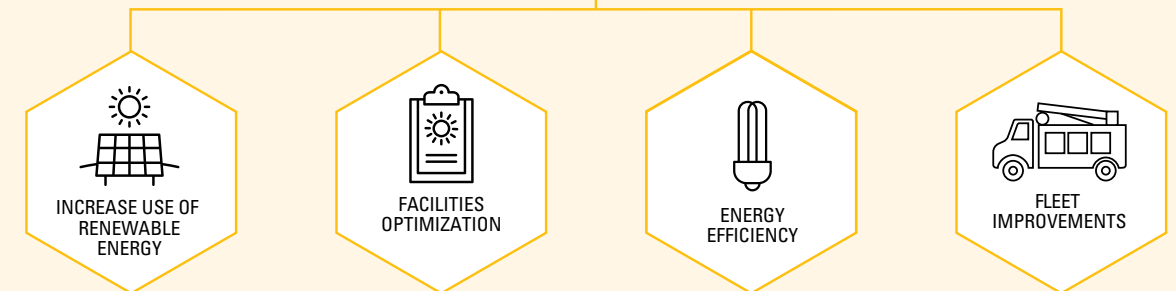 INCREASE USE OF
RENEWABLE
ENERGY
FACILITIES
OPTIMIZATION
ENERGY
EFFICIENCY
FLEET
IMPROVEMENTS